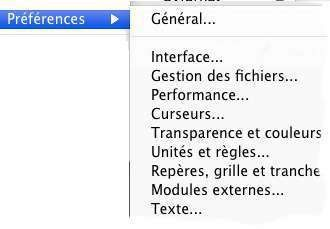 Préférences
Général...
Interface...
Gestion des fichiers...
Performance...
Curseurs...
Transparence et couleurs
Unités et règles...
Repères, grille et tranche
Modules externes...
Texte...